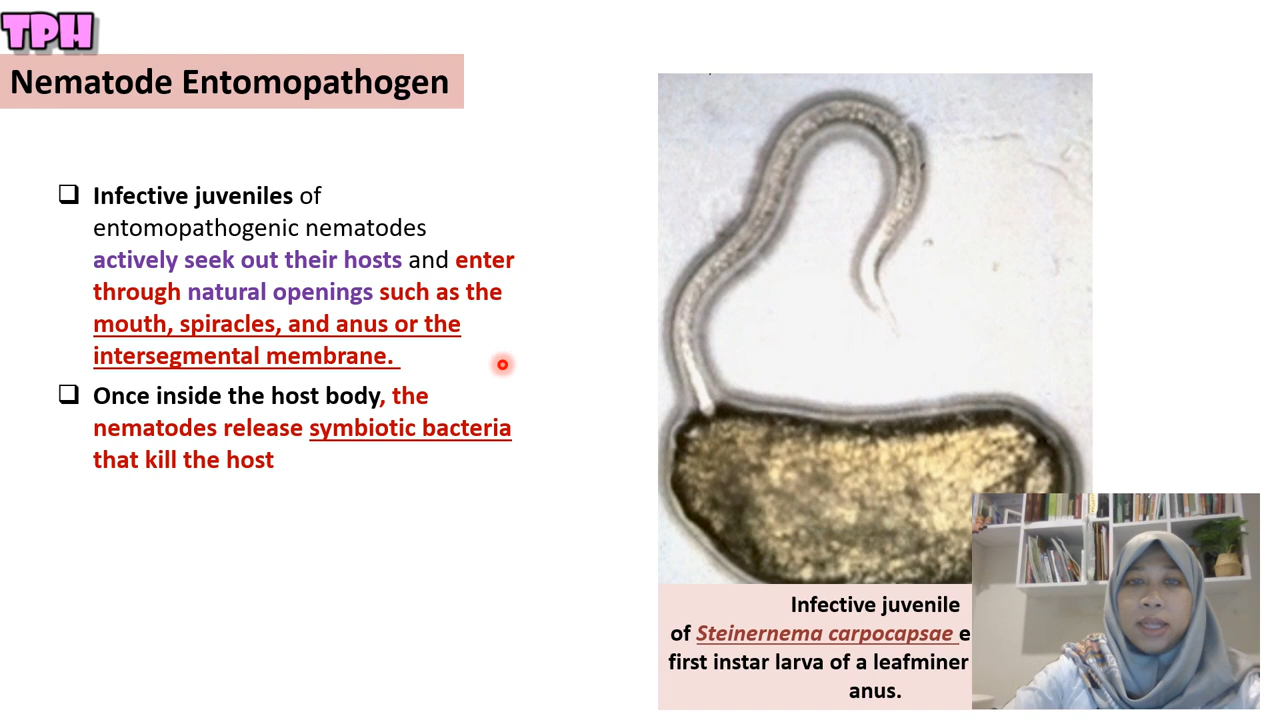 TPH
Nematode Entomopathogen
Infective juveniles of
entomopathogenic nematodes
actively seek out their hosts and enter
through natural openings such as the
mouth, spiracles, and anus or the
intersegmental membrane.
Once inside the host body, the
nematodes release symbiotic bacteria
that kill the host
Infective juvenile
of Steinernema carpocapsae e
first instar larva of a leafminer
anus.